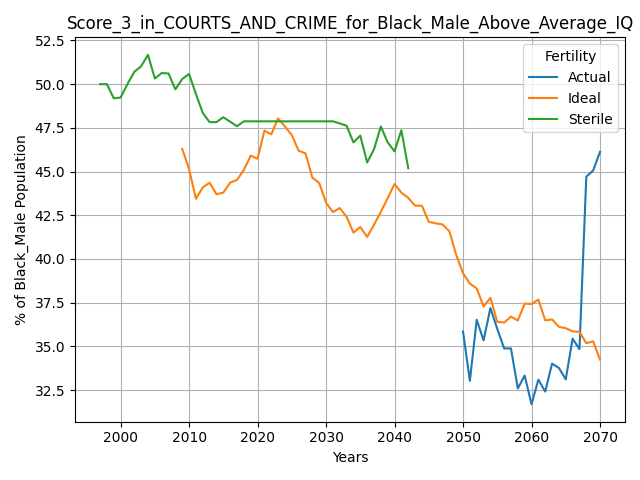 Score_3_in_COURTS_AND_CRIME_for_Black_Male_Above_Average_IQ
52.5
50.0
47.5
45.0
42.5
40.0
37.5
35.0
32.5
% of Black_Male Population
Fertility
Actual
Ideal
Sterile
2000 2010 2020 2030 2040 2050 2060 2070
Years